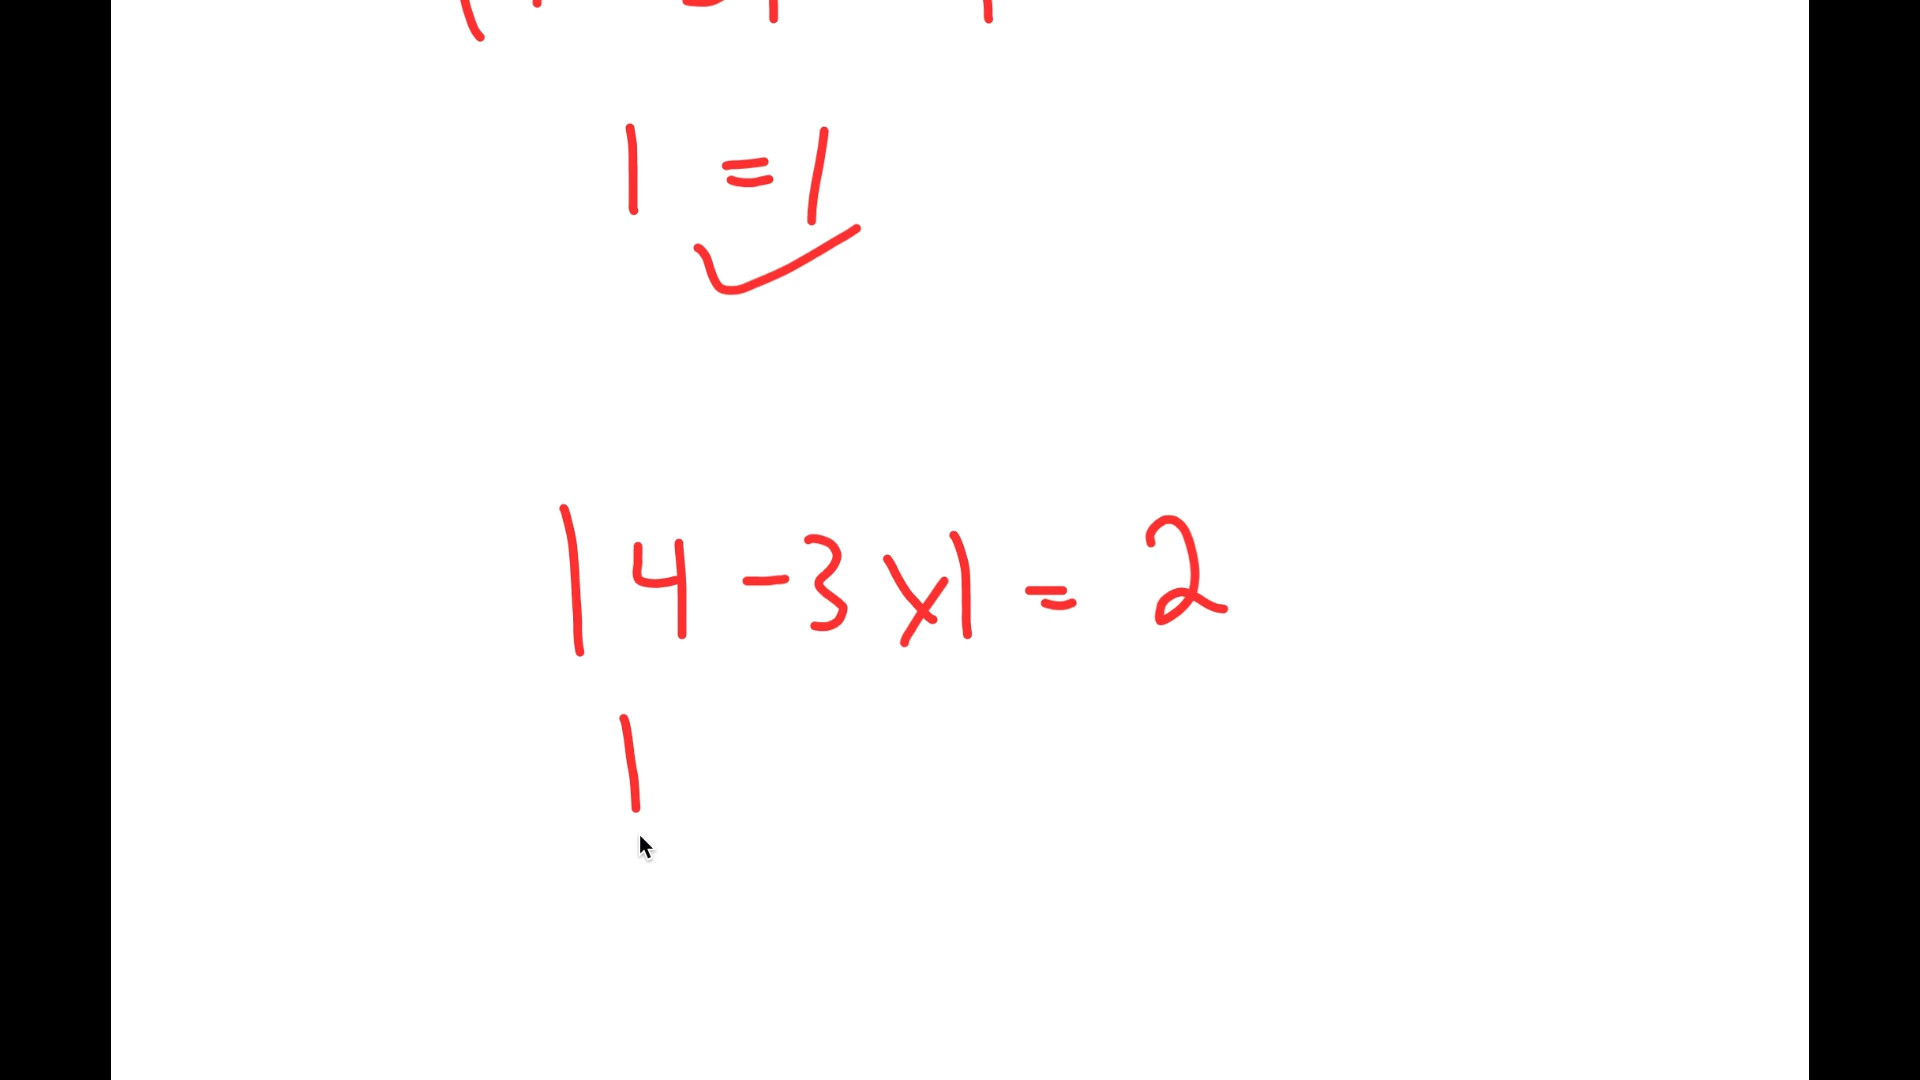 1 = 1
|4 - 3x| = 2
|